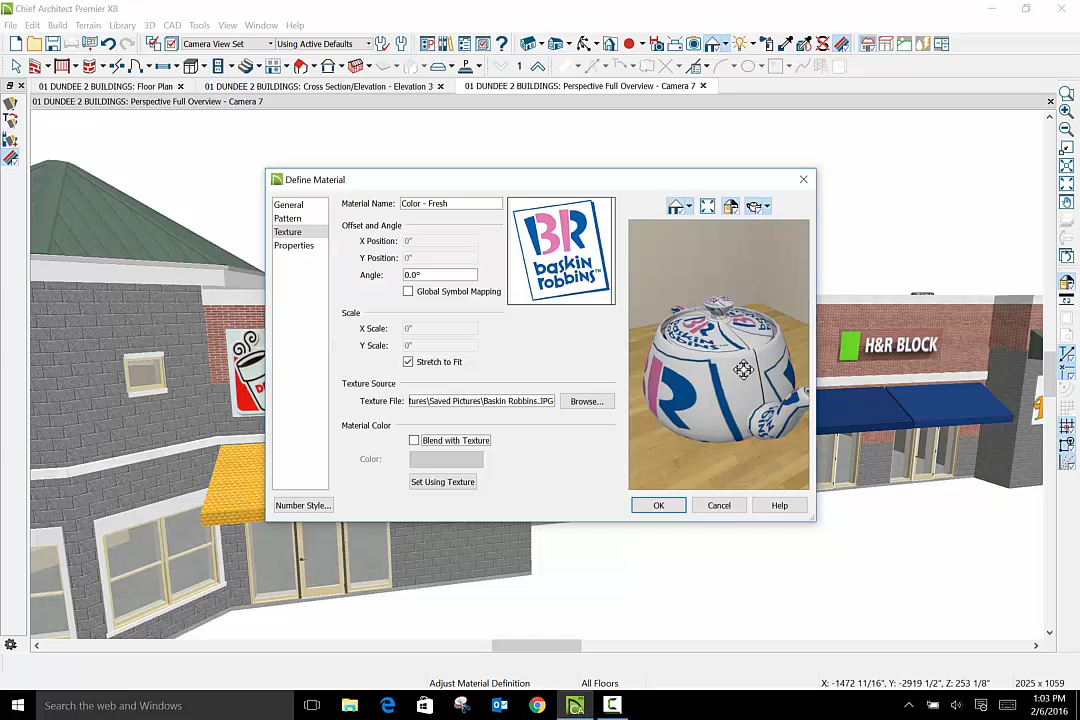 Chief Architect Premier X8
File Edit Build Terrain Library 3D CAD Tools View Window Help
Camera View Set Using Active Defaults
1
01 DUNDEE 2 BUILDINGS: Floor Plan 01 DUNDEE 2 BUILDINGS: Cross Section/Elevation - Elevation 3 01 DUNDEE 2 BUILDINGS: Perspective Full Overview - Camera 7
01 DUNDEE 2 BUILDINGS: Perspective Full Overview - Camera 7
Define Material
General
Pattern
Texture
Properties
Material Name: Color - Fresh
Offset and Angle
X Position: 0"
Y Position: 0"
Angle: 0.0°
Global Symbol Mapping
Scale
X Scale: 0"
Y Scale: 0"
Stretch to Fit
Texture Source
Texture File: tures\Saved Pictures\Baskin Robbins.JPG Browse...
Material Color
Blend with Texture
Color:
Set Using Texture
Number Style...
BR
baskin
robbins™
OK Cancel Help
H&R BLOCK
Adjust Material Definition All Floors X: -1472 11/16", Y: -2919 1/2", Z: 253 1/8" 2025 x 1059
Search the web and Windows
1:03 PM
2/6/2016